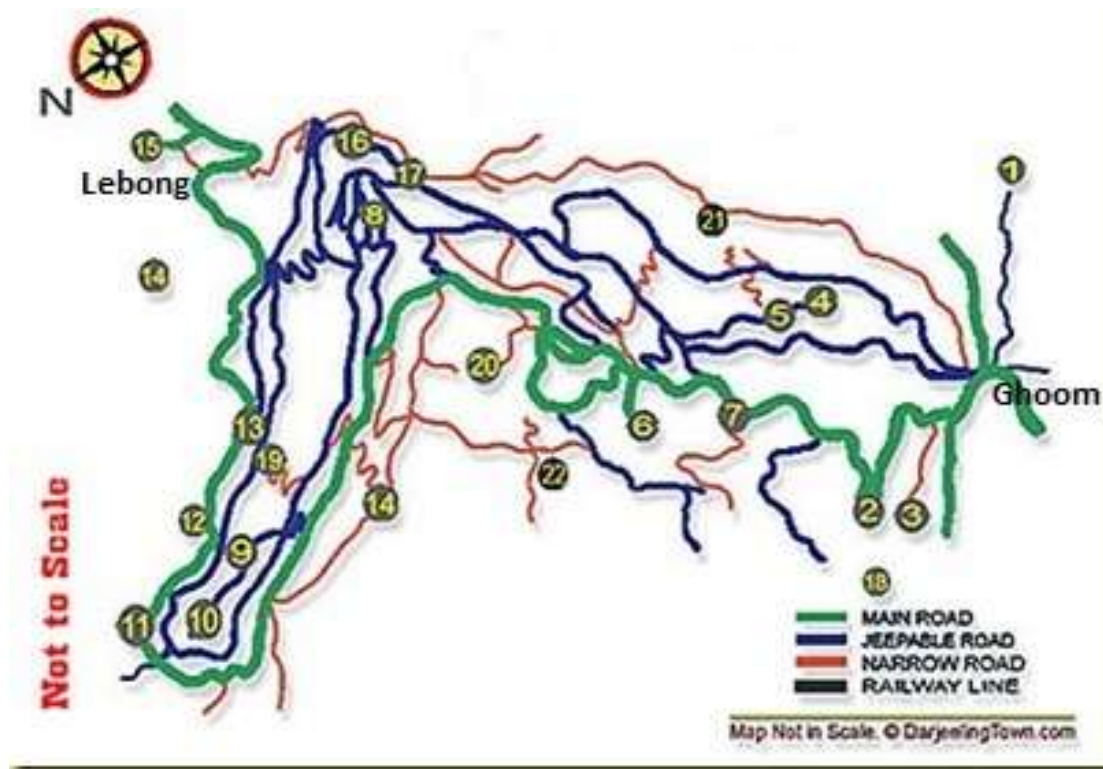 N
16
15
Lebong
17
1
8
21
14
4
5
Ghoom
20
7
13
6
19
22
14
2
3
12
9
18
11
10
Not to Scale
MAIN ROAD
JEEPABLE ROAD
NARROW ROAD
RAILWAY LINE
Map Not in Scale. © DarjeelingTown.com